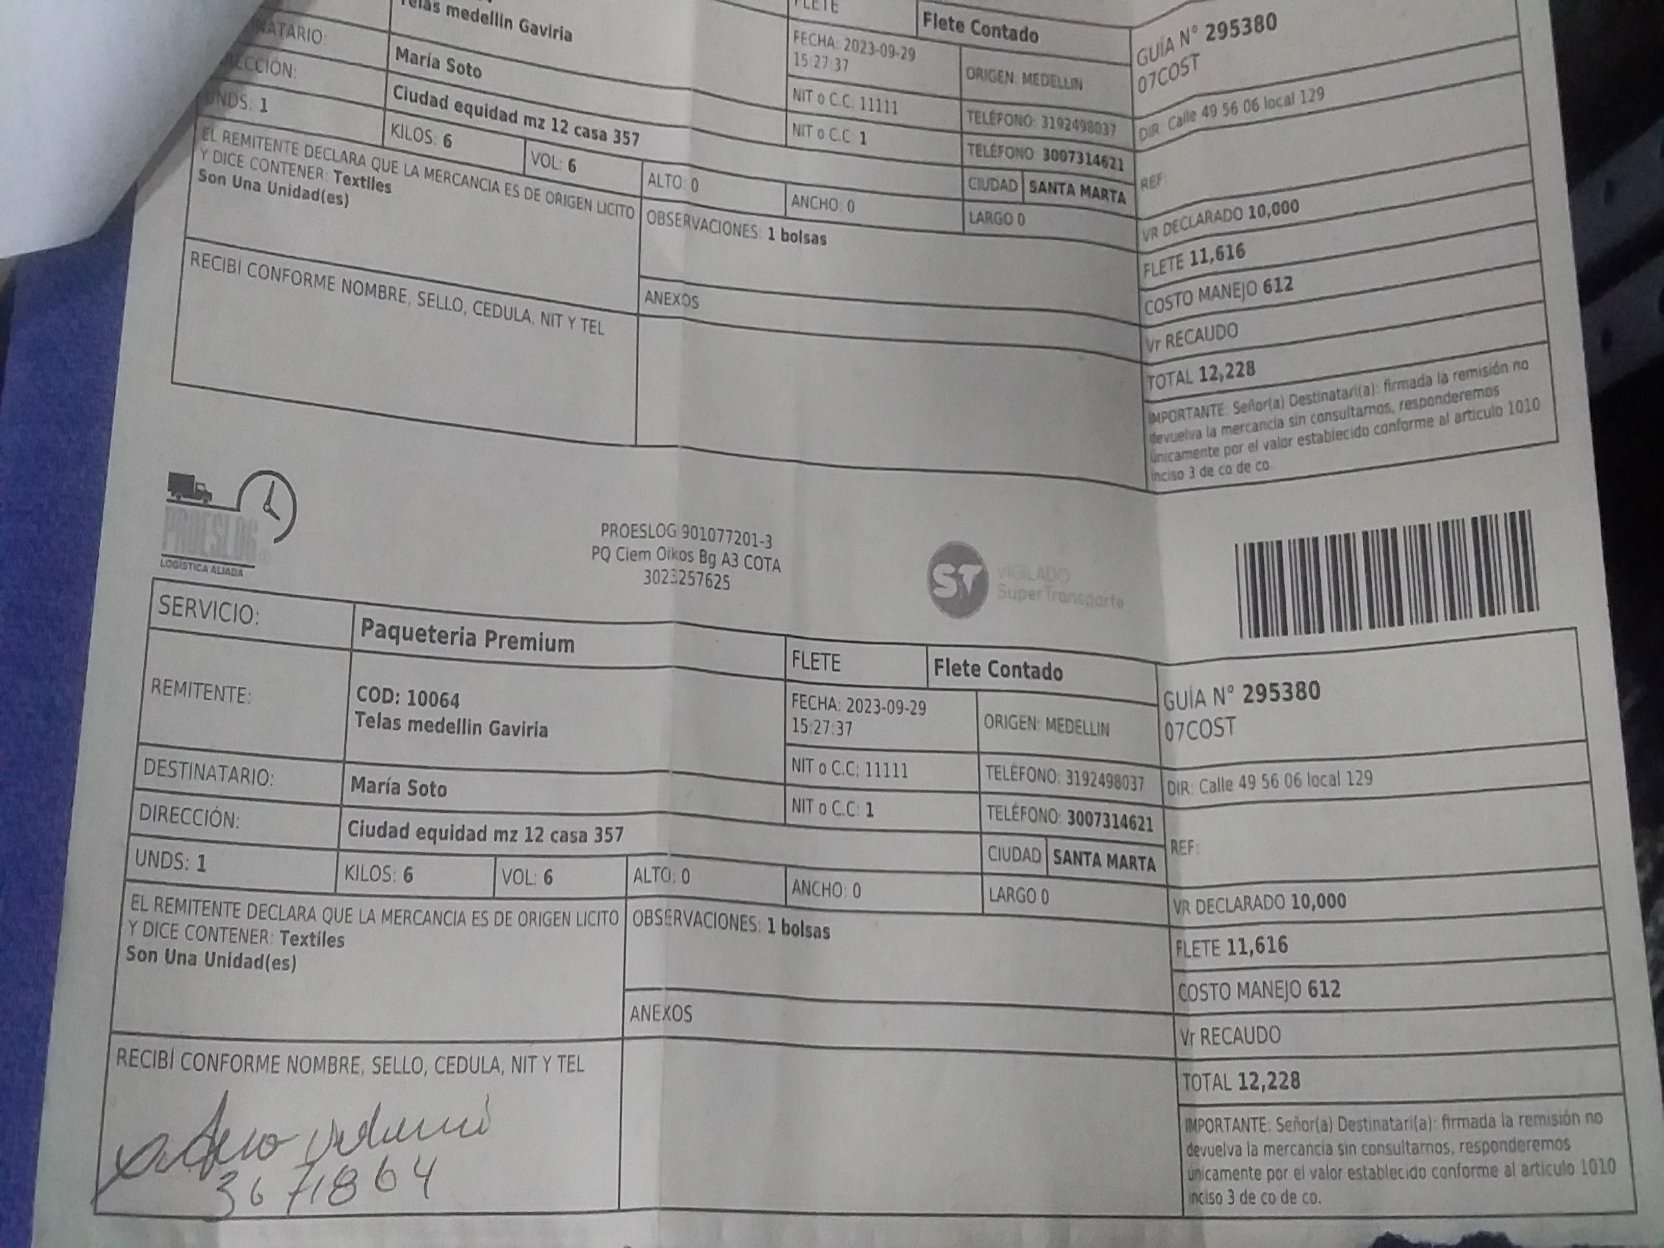 Telas medellin Gaviria
FLETE
Flete Contado
GUÍA N° 295380
07COST
FECHA: 2023-09-29
15:27:37
ORIGEN: MEDELLIN
María Soto
NIT o C.C: 11111
TELÉFONO: 3192498037
DIR: Calle 49 56 06 local 129
Ciudad equidad mz 12 casa 357
NIT o C.C: 1
TELÉFONO: 3007314621
CIUDAD SANTA MARTA
REF:
UNDS: 1
KILOS: 6
VOL: 6
ALTO: 0
ANCHO: 0
LARGO 0
VR DECLARADO 10,000
EL REMITENTE DECLARA QUE LA MERCANCIA ES DE ORIGEN LICITO
Y DICE CONTENER: Textiles
Son Una Unidad(es)
OBSERVACIONES: 1 bolsas
FLETE 11,616
COSTO MANEJO 612
ANEXOS
Vr RECAUDO
RECIBÍ CONFORME NOMBRE, SELLO, CEDULA, NIT Y TEL
TOTAL 12,228
IMPORTANTE: Señor(a) Destinatari(a): firmada la remisión no
devuelva la mercancia sin consultarnos, responderemos
únicamente por el valor establecido conforme al articulo 1010
inciso 3 de co de co.
PROESLOG
LOGÍSTICA ALIADA
PROESLOG 901077201-3
PQ Ciem Oikos Bg A3 COTA
3023257625
ST
VIGILADO
SuperTransporte
SERVICIO:
Paqueteria Premium
FLETE
Flete Contado
GUÍA N° 295380
07COST
REMITENTE:
COD: 10064
Telas medellin Gaviria
FECHA: 2023-09-29
15:27:37
ORIGEN: MEDELLIN
NIT o C.C: 11111
TELÉFONO: 3192498037
DIR: Calle 49 56 06 local 129
DESTINATARIO:
María Soto
NIT o C.C: 1
TELÉFONO: 3007314621
REF:
DIRECCIÓN:
Ciudad equidad mz 12 casa 357
CIUDAD SANTA MARTA
UNDS: 1
KILOS: 6
VOL: 6
ALTO: 0
ANCHO: 0
LARGO 0
VR DECLARADO 10,000
EL REMITENTE DECLARA QUE LA MERCANCIA ES DE ORIGEN LICITO
Y DICE CONTENER: Textiles
Son Una Unidad(es)
OBSERVACIONES: 1 bolsas
FLETE 11,616
COSTO MANEJO 612
ANEXOS
Vr RECAUDO
RECIBÍ CONFORME NOMBRE, SELLO, CEDULA, NIT Y TEL
TOTAL 12,228
IMPORTANTE: Señor(a) Destinatari(a): firmada la remisión no
devuelva la mercancia sin consultarnos, responderemos
únicamente por el valor establecido conforme al articulo 1010
inciso 3 de co de co.
3671864